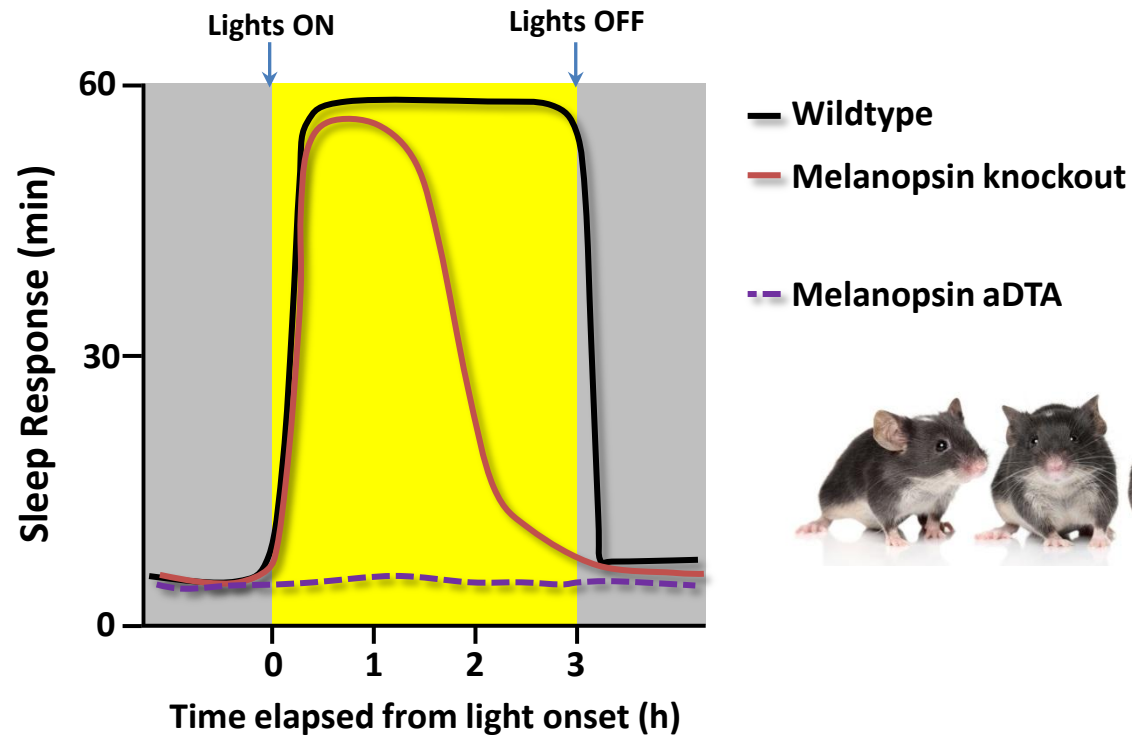 Lights ON
Lights OFF
60
30
0
Sleep Response (min)
0 1 2 3
Time elapsed from light onset (h)
Wildtype
Melanopsin knockout
Melanopsin aDTA